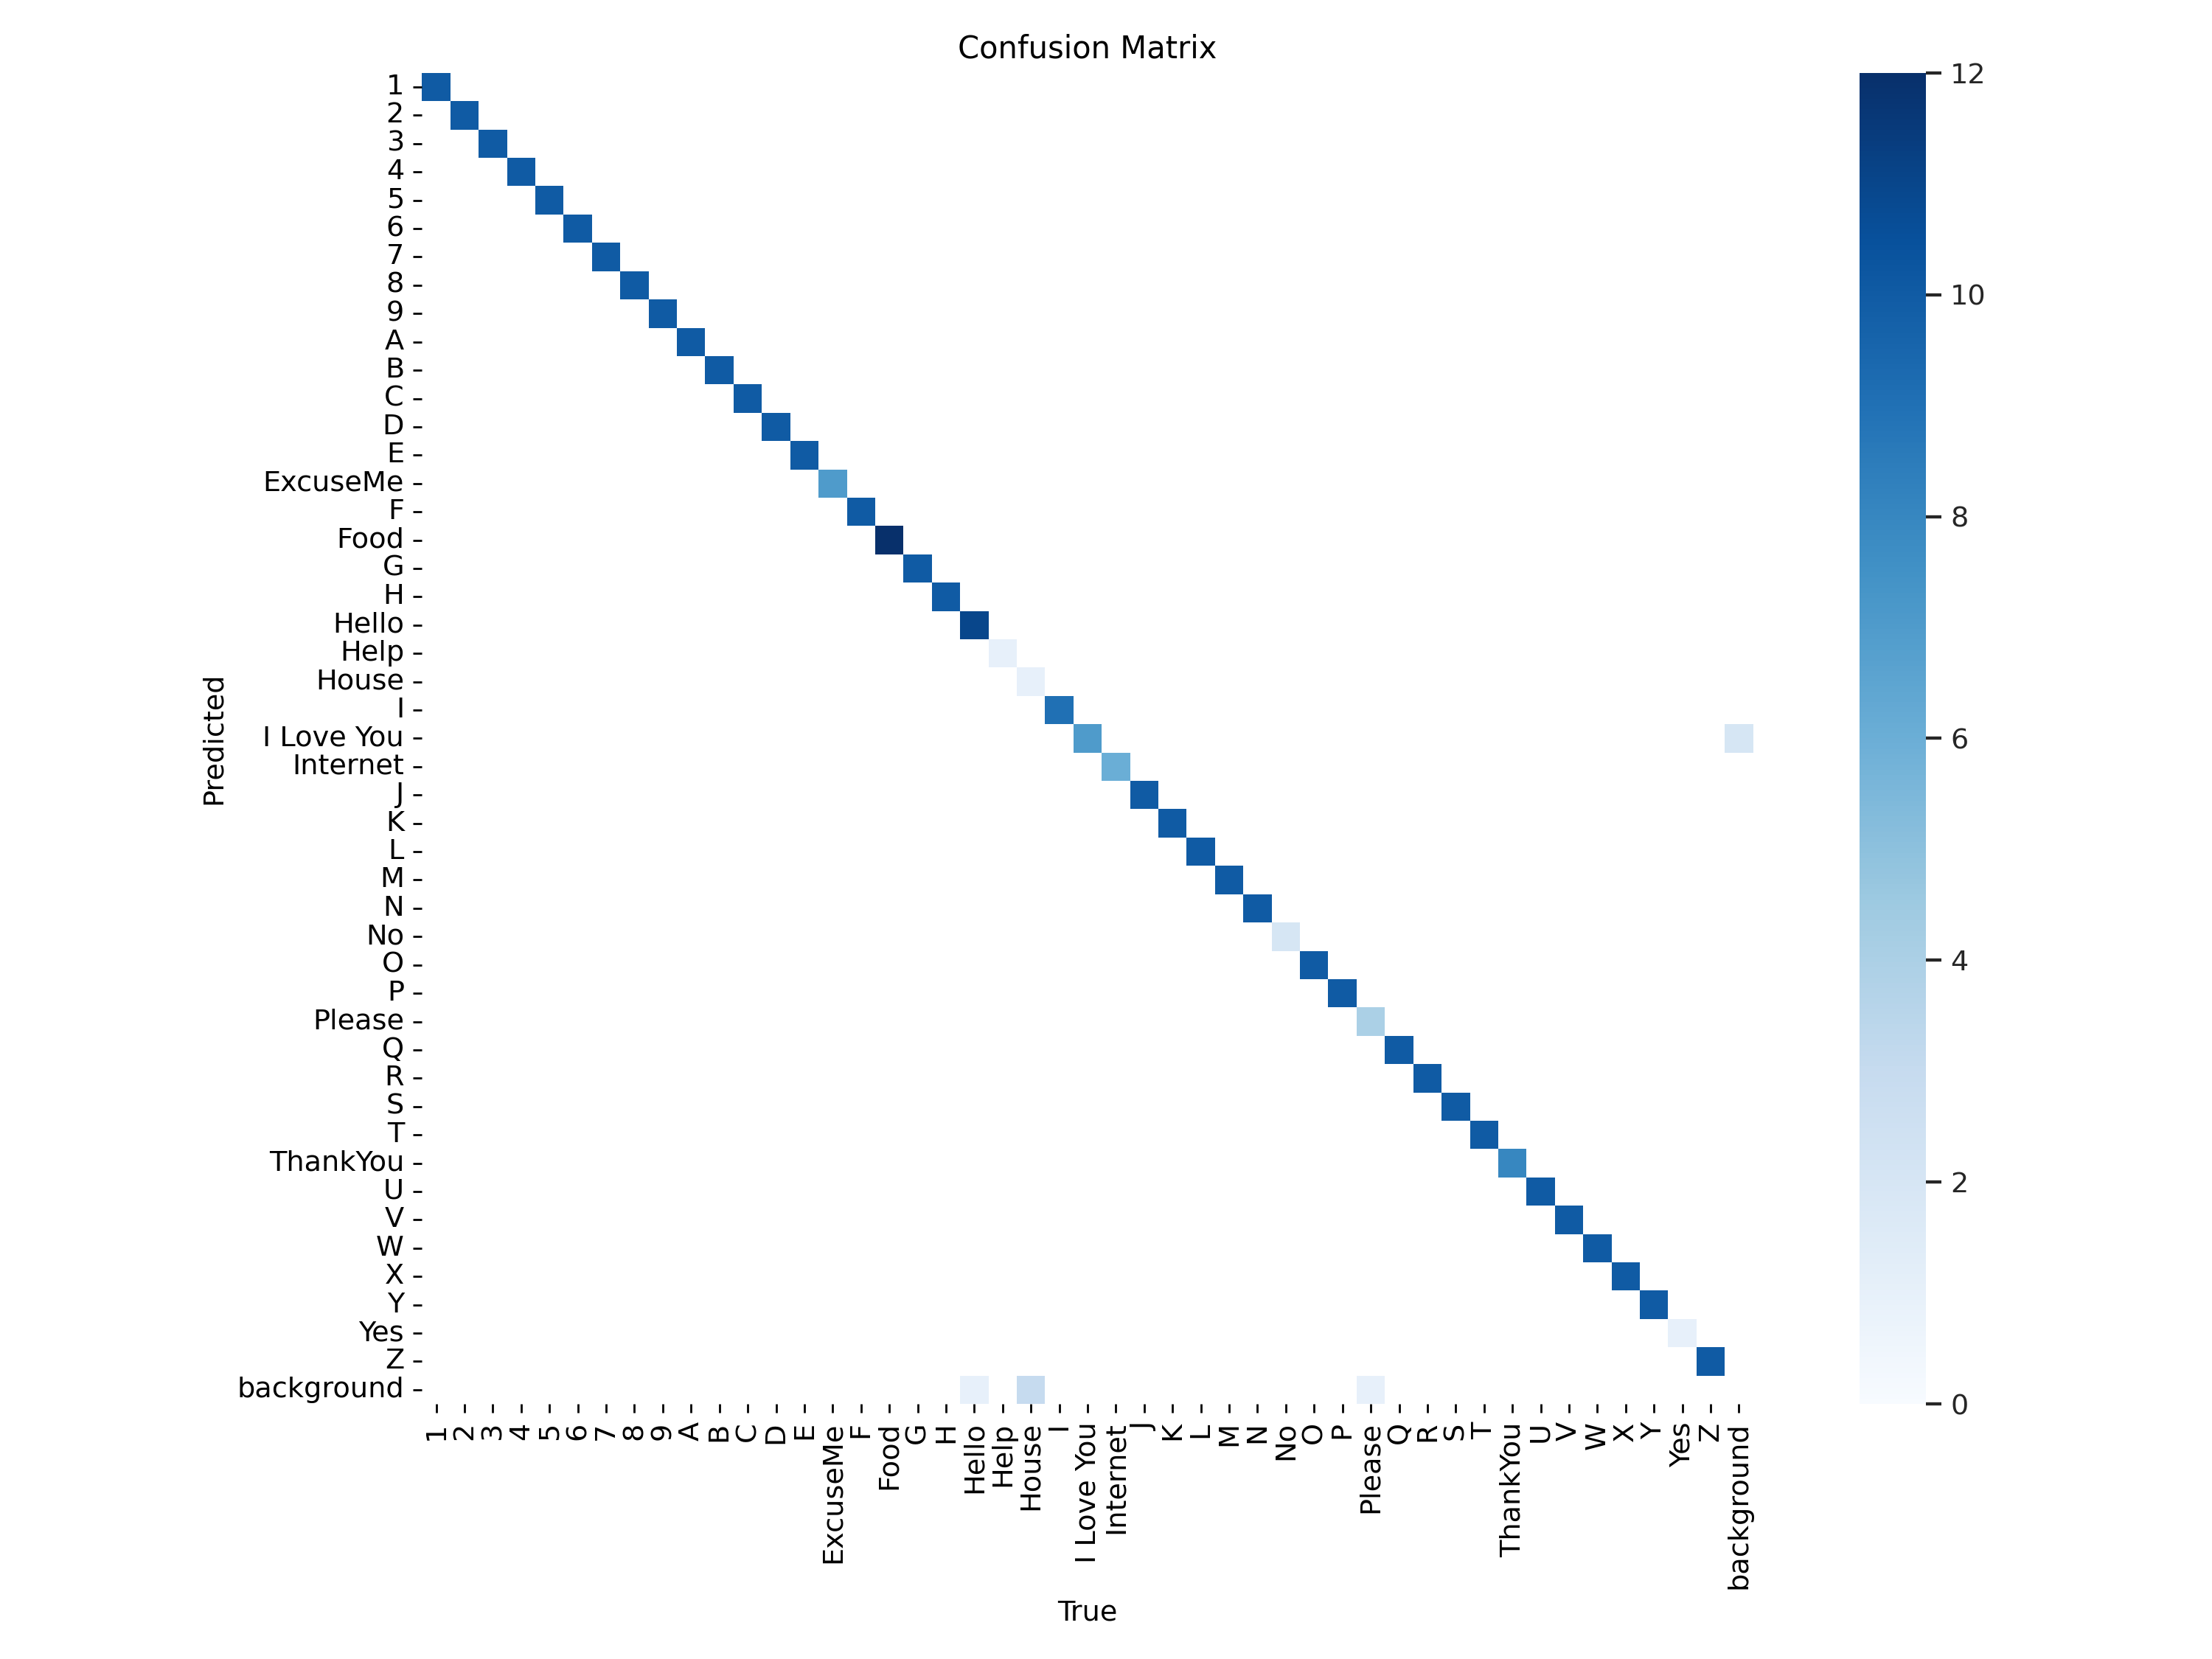 Confusion Matrix
1
2
3
4
5
6
7
8
9
A
B
C
D
E
ExcuseMe
F
Food
G
H
Hello
Help
House
I
I Love You
Internet
J
K
L
M
N
No
O
P
Please
Q
R
S
T
ThankYou
U
V
W
X
Y
Yes
Z
background
Predicted
1 2 3 4 5 6 7 8 9 A B C D E ExcuseMe F Food G H Hello Help House I I Love You Internet J K L M N No O P Please Q R S T ThankYou U V W X Y Yes Z background
True
12
10
8
6
4
2
0